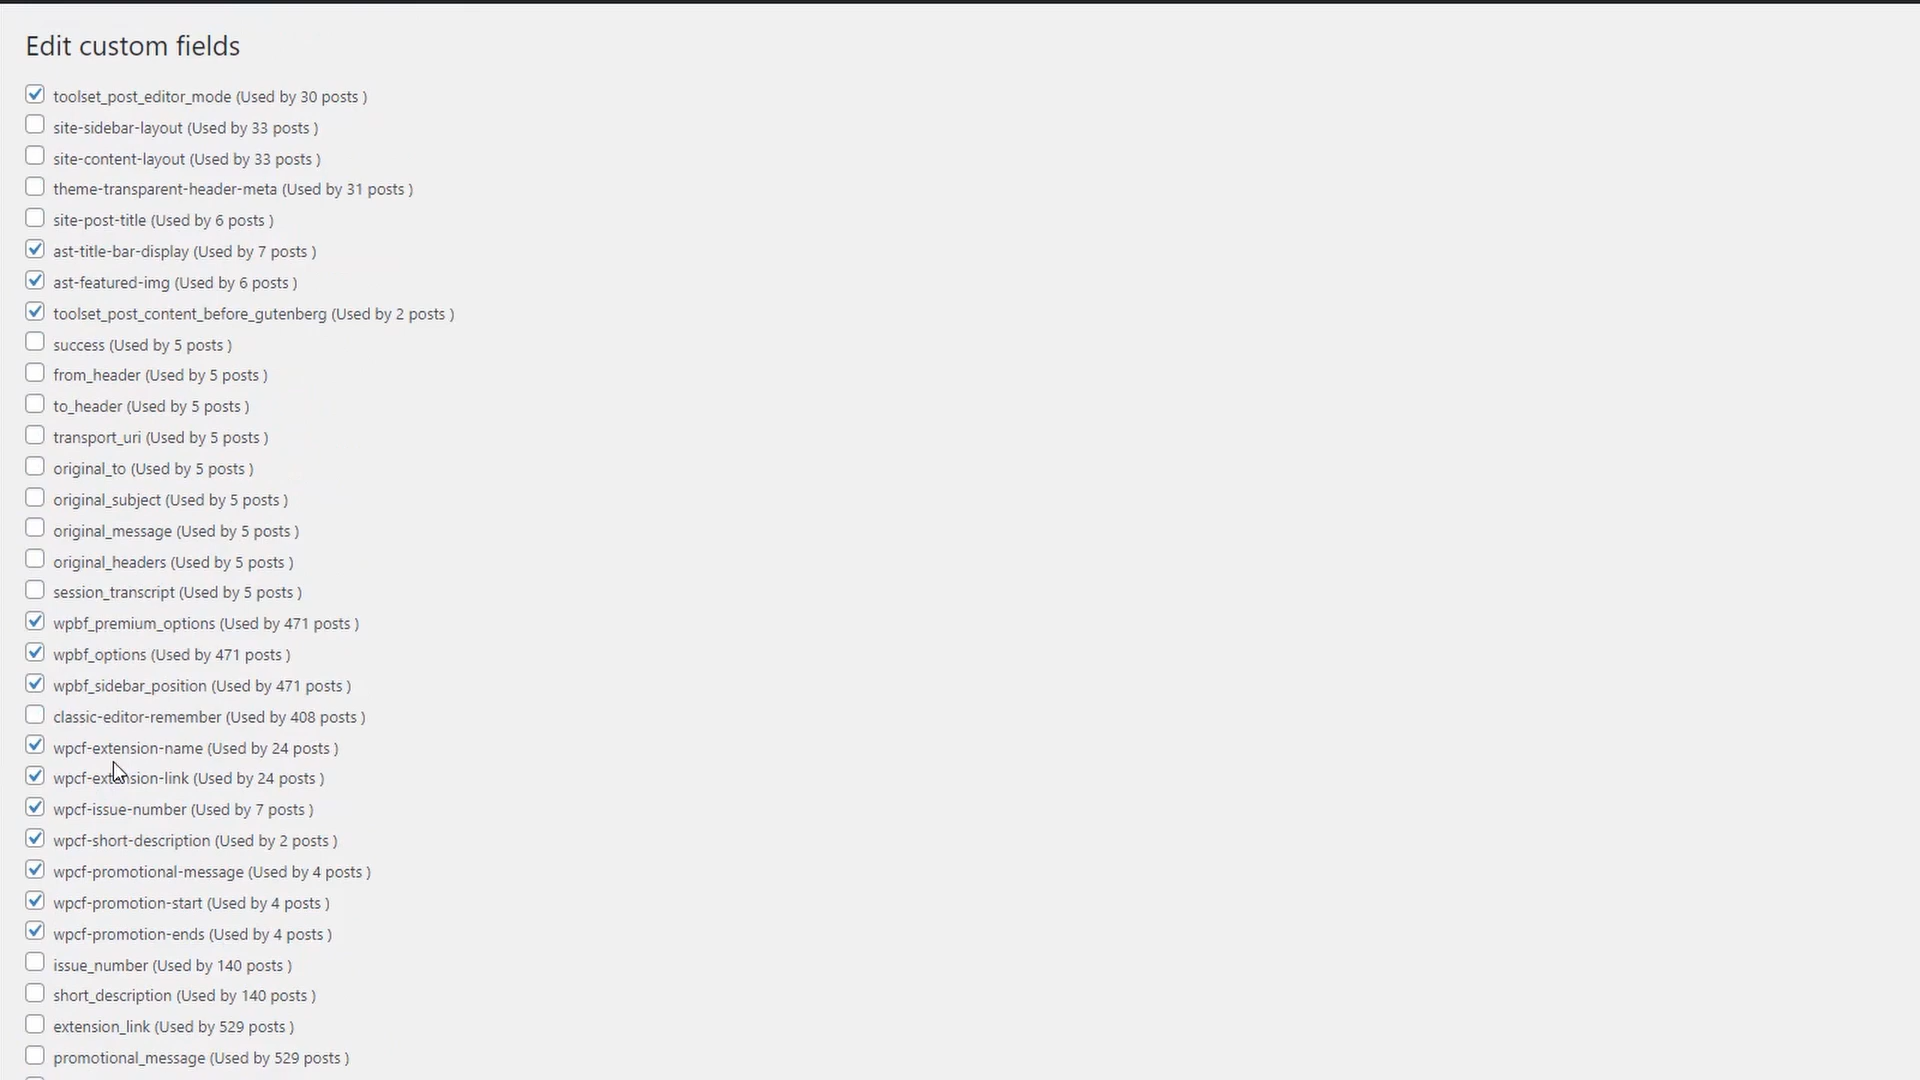 Edit custom fields
toolset_post_editor_mode (Used by 30 posts )
site-sidebar-layout (Used by 33 posts )
site-content-layout (Used by 33 posts )
theme-transparent-header-meta (Used by 31 posts )
site-post-title (Used by 6 posts )
ast-title-bar-display (Used by 7 posts )
ast-featured-img (Used by 6 posts )
toolset_post_content_before_gutenberg (Used by 2 posts )
success (Used by 5 posts )
from_header (Used by 5 posts )
to_header (Used by 5 posts )
transport_uri (Used by 5 posts )
original_to (Used by 5 posts )
original_subject (Used by 5 posts )
original_message (Used by 5 posts )
original_headers (Used by 5 posts )
session_transcript (Used by 5 posts )
wpbf_premium_options (Used by 471 posts )
wpbf_options (Used by 471 posts )
wpbf_sidebar_position (Used by 471 posts )
classic-editor-remember (Used by 408 posts )
wpcf-extension-name (Used by 24 posts )
wpcf-extension-link (Used by 24 posts )
wpcf-issue-number (Used by 7 posts )
wpcf-short-description (Used by 2 posts )
wpcf-promotional-message (Used by 4 posts )
wpcf-promotion-start (Used by 4 posts )
wpcf-promotion-ends (Used by 4 posts )
issue_number (Used by 140 posts )
short_description (Used by 140 posts )
extension_link (Used by 529 posts )
promotional_message (Used by 529 posts )